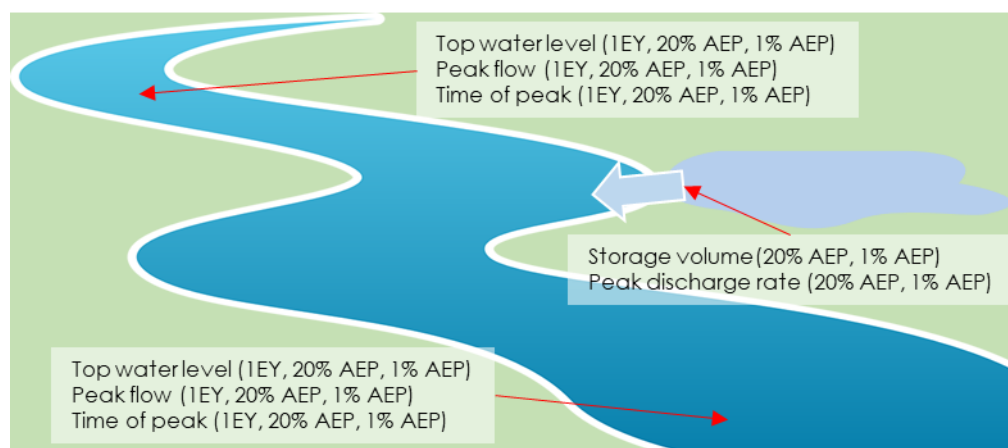 Top water level (1EY, 20% AEP, 1% AEP)
Peak flow (1EY, 20% AEP, 1% AEP)
Time of peak (1EY, 20% AEP, 1% AEP)
Storage volume (20% AEP, 1% AEP)
Peak discharge rate (20% AEP, 1% AEP)
Top water level (1EY, 20% AEP, 1% AEP)
Peak flow (1EY, 20% AEP, 1% AEP)
Time of peak (1EY, 20% AEP, 1% AEP)